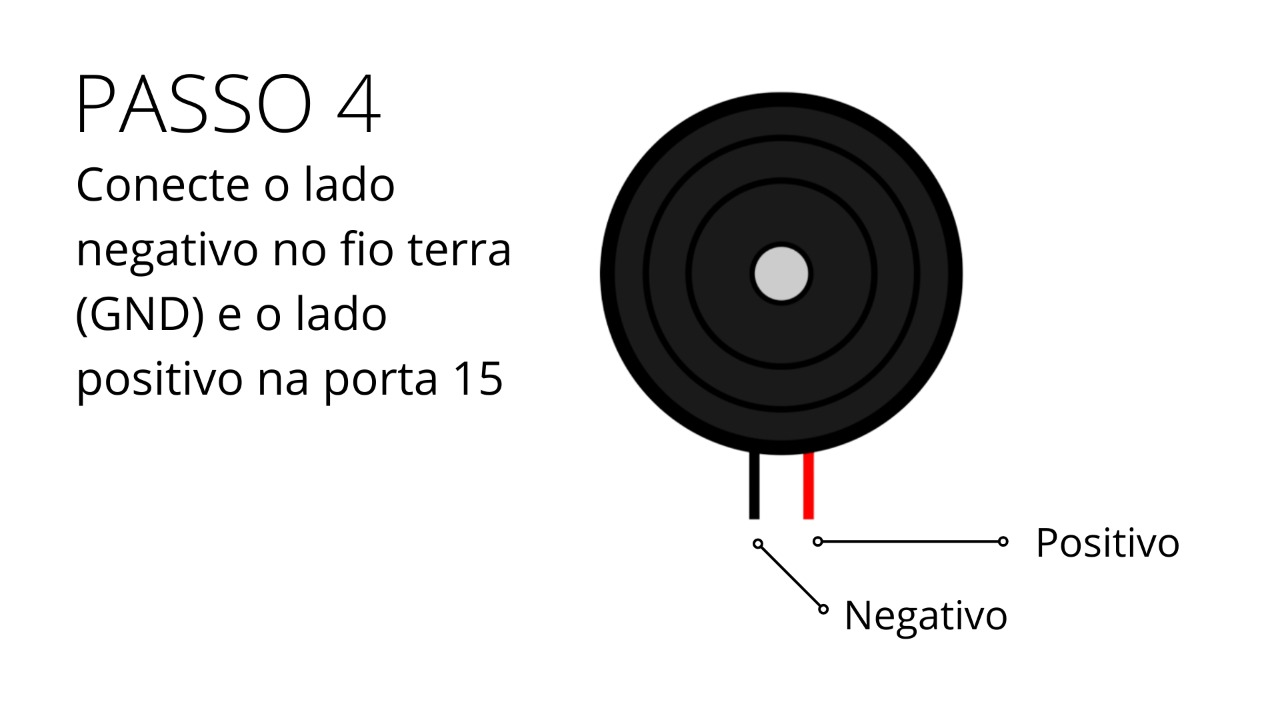 PASSO 4
Conecte o lado
negativo no fio terra
(GND) e o lado
positivo na porta 15
Positivo
Negativo